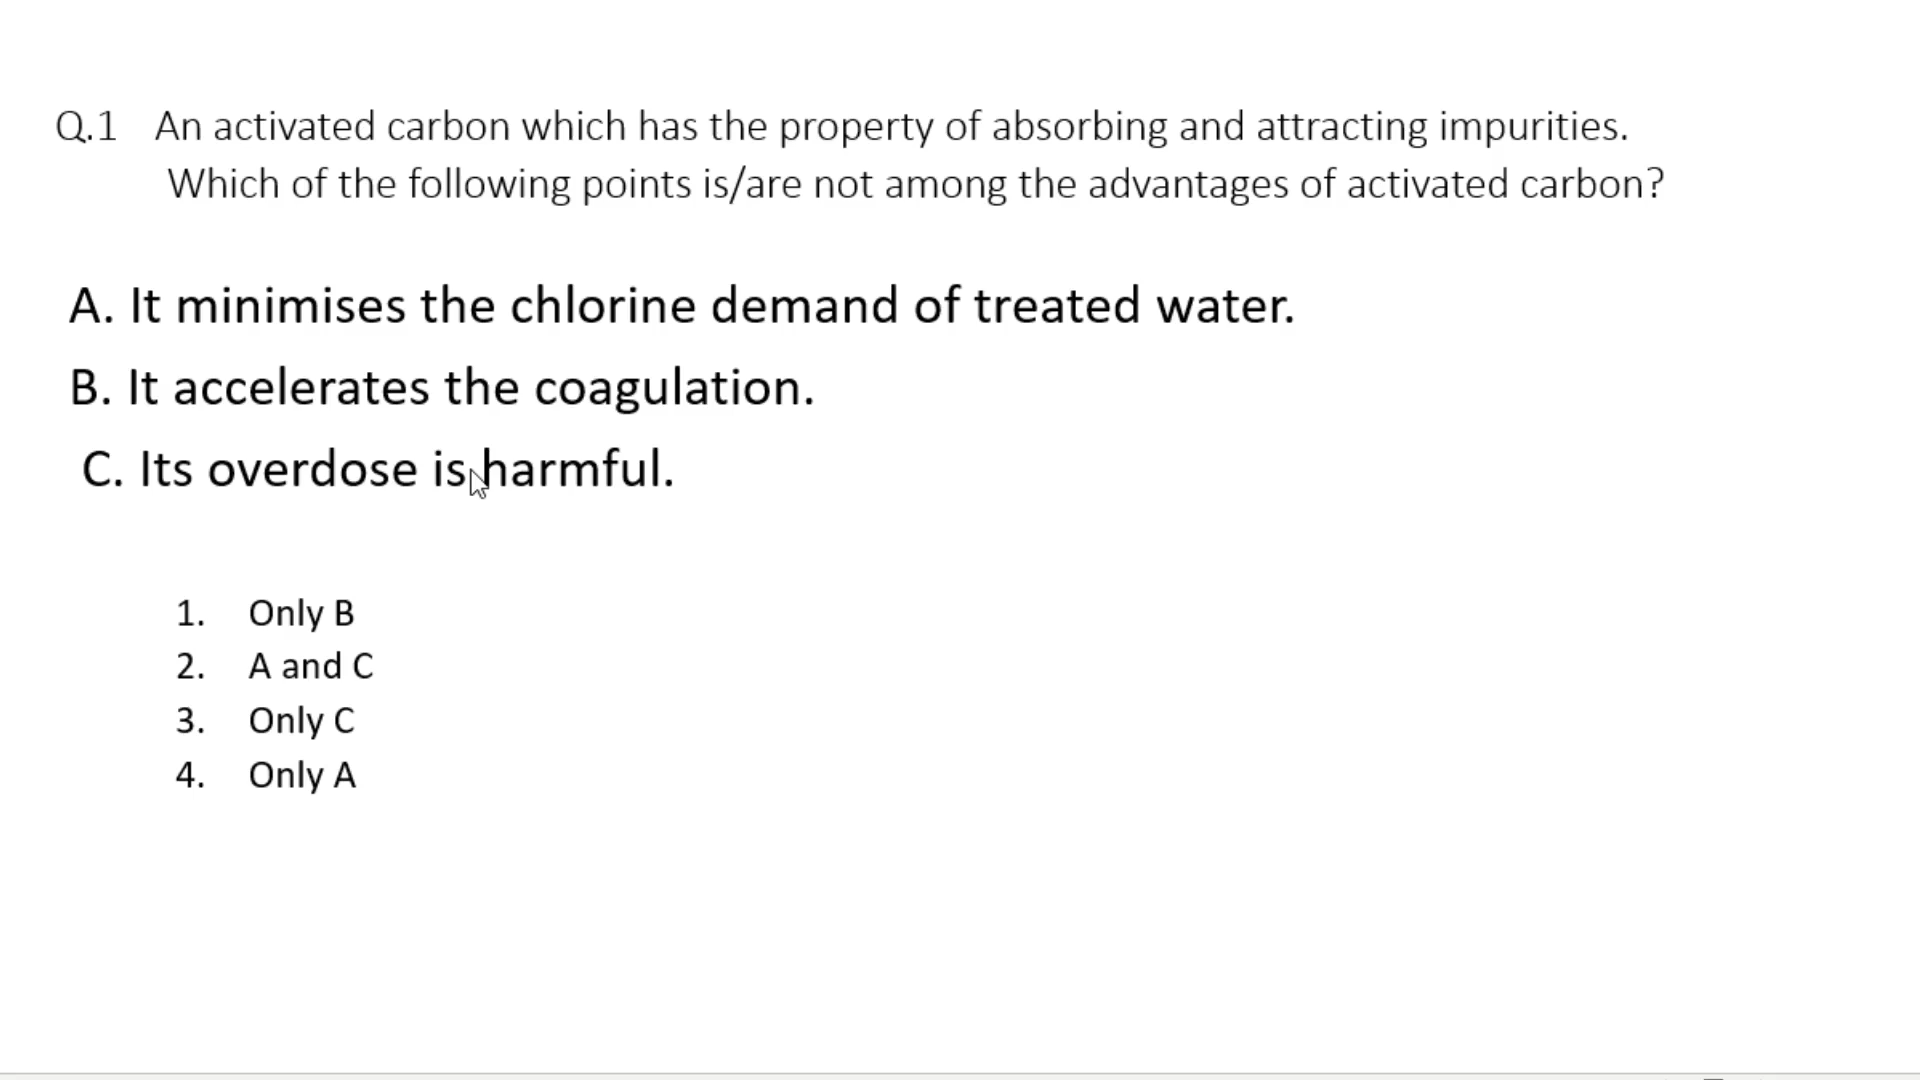 Q.1 An activated carbon which has the property of absorbing and attracting impurities.
Which of the following points is/are not among the advantages of activated carbon?
A. It minimises the chlorine demand of treated water.
B. It accelerates the coagulation.
C. Its overdose is harmful.
1. Only B
2. A and C
3. Only C
4. Only A